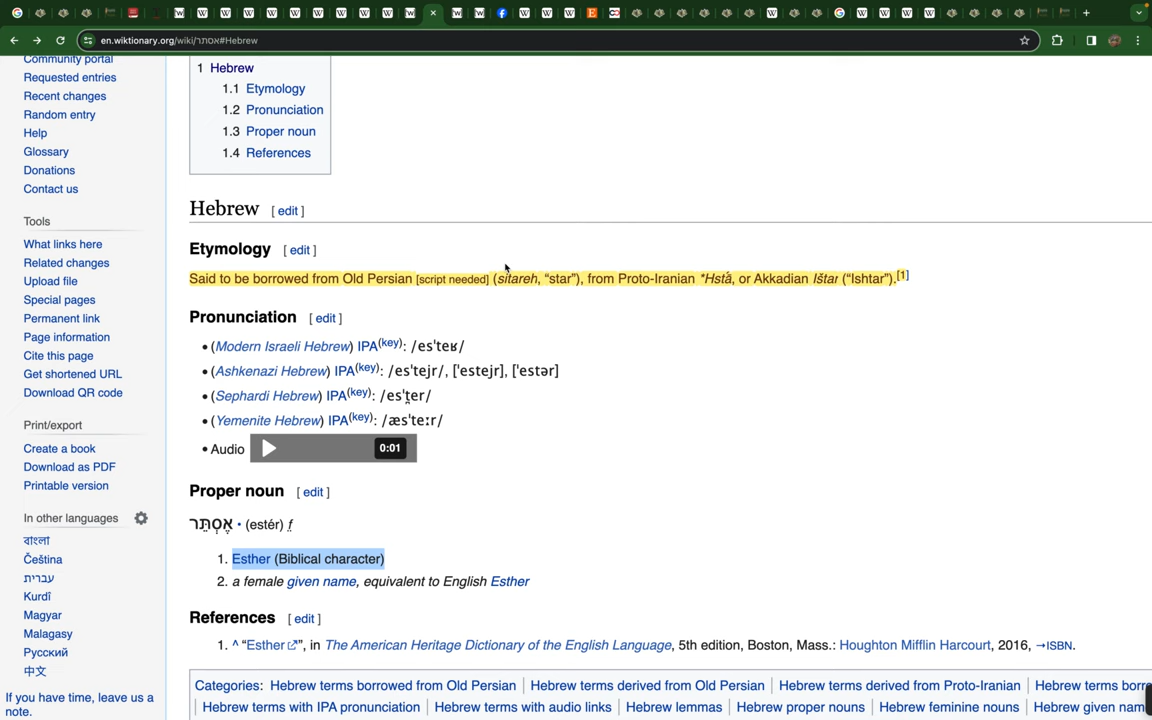 en.wiktionary.org/wiki/אסתר#Hebrew
Community portal
Requested entries
Recent changes
Random entry
Help
Glossary
Donations
Contact us
Tools
What links here
Related changes
Upload file
Special pages
Permanent link
Page information
Cite this page
Get shortened URL
Download QR code
Print/export
Create a book
Download as PDF
Printable version
In other languages
বাংলা
Čeština
עברית
Kurdî
Magyar
Malagasy
Русский
中文
If you have time, leave us a
note.
1 Hebrew
1.1 Etymology
1.2 Pronunciation
1.3 Proper noun
1.4 References
Hebrew [ edit ]
Etymology [ edit ]
Said to be borrowed from Old Persian [script needed] (sitareh, “star”), from Proto-Iranian *Hstā́, or Akkadian Ištar (“Ishtar”).[1]
Pronunciation [ edit ]
• (Modern Israeli Hebrew) IPA(key): /esˈteʁ/
• (Ashkenazi Hebrew) IPA(key): /esˈtejr/, [ˈestejr], [ˈestər]
• (Sephardi Hebrew) IPA(key): /esˈt̪er/
• (Yemenite Hebrew) IPA(key): /æsˈteːr/
• Audio 0:01
Proper noun [ edit ]
אֶסְתֵּר • (estér) f
1. Esther (Biblical character)
2. a female given name, equivalent to English Esther
References [ edit ]
1. ^ “Esther”, in The American Heritage Dictionary of the English Language, 5th edition, Boston, Mass.: Houghton Mifflin Harcourt, 2016, →ISBN.
Categories: Hebrew terms borrowed from Old Persian | Hebrew terms derived from Old Persian | Hebrew terms derived from Proto-Iranian | Hebrew terms borr
Hebrew terms with IPA pronunciation | Hebrew terms with audio links | Hebrew lemmas | Hebrew proper nouns | Hebrew feminine nouns | Hebrew given nam